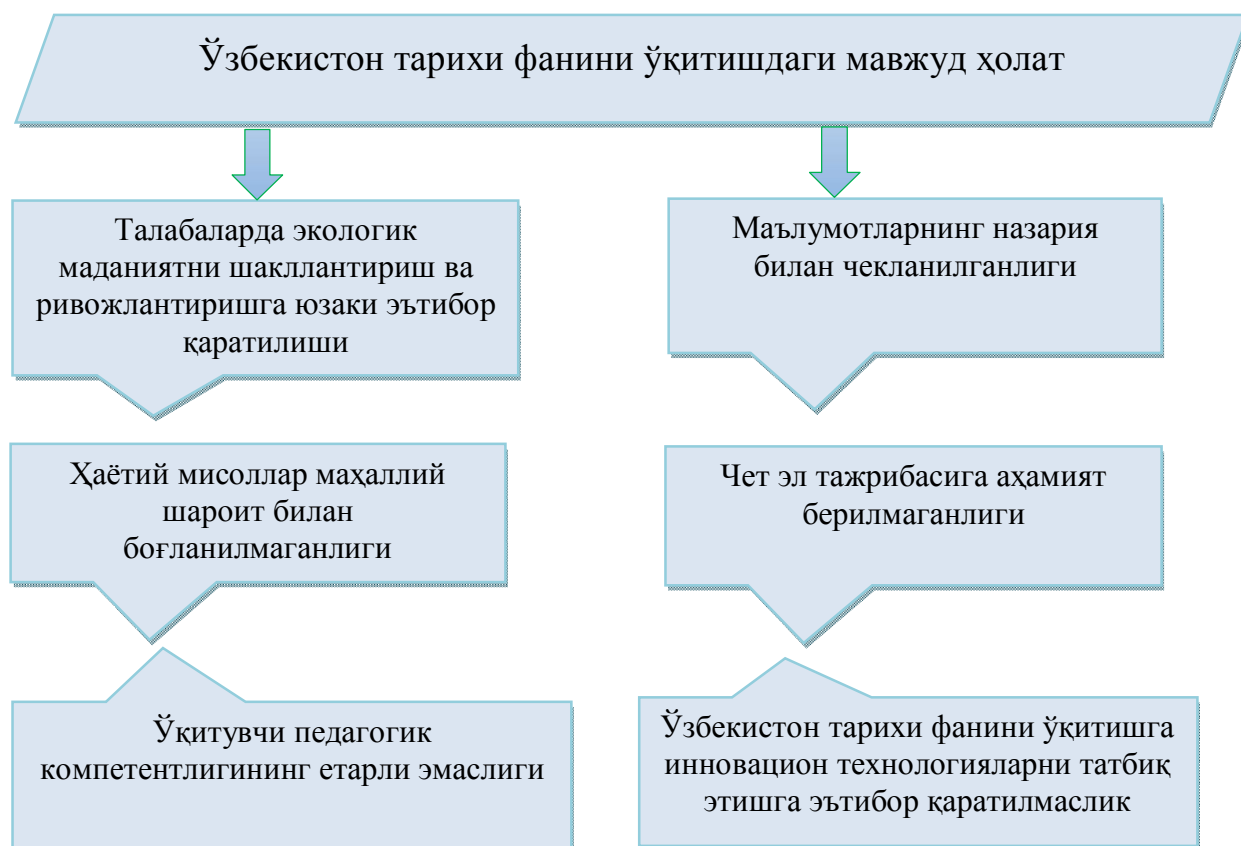 Ўзбекистон тарихи фанини ўқитишдаги мавжуд ҳолат
Талабаларда экологик
маданиятни шакллантириш ва
ривожлантиришга юзаки эътибор
қаратилиши
Маълумотларнинг назария
билан чекланилганлиги
Ҳаётий мисоллар маҳаллий
шароит билан
боғланилмаганлиги
Чет эл тажрибасига аҳамият
берилмаганлиги
Ўқитувчи педагогик
компетентлигининг етарли эмаслиги
Ўзбекистон тарихи фанини ўқитишга
инновацион технологияларни татбиқ
этишга эътибор қаратилмаслик